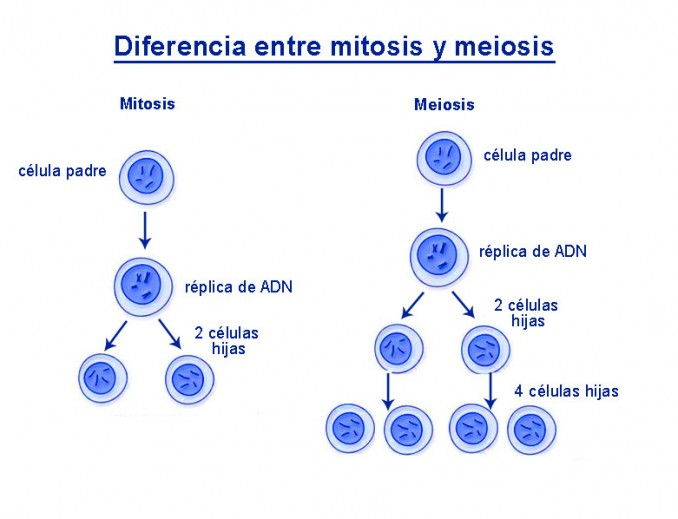 Diferencia entre mitosis y meiosis
Mitosis
Meiosis
célula padre
célula padre
réplica de ADN
réplica de ADN
2 células
hijas
2 células
hijas
4 células hijas